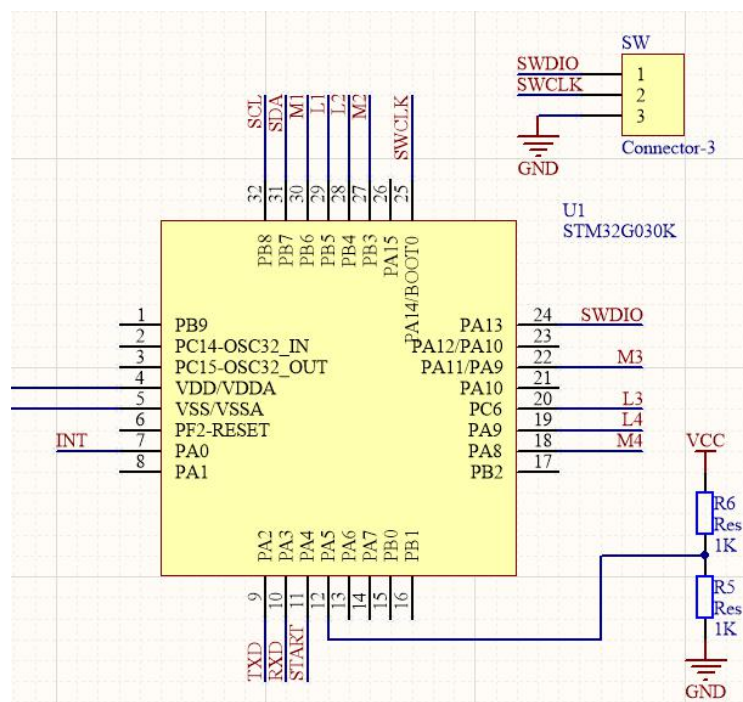 SW
SWDIO
1
SWCLK
2
3
Connector-3
GND
SCL
SDA
M1
L1
L2
M2
SWCLK
32
31
30
29
28
27
26
25
U1
STM32G030K
PB8
PB7
PB6
PB5
PB4
PB3
PA15
PA14/BOOT0
1 PB9
2 PC14-OSC32_IN
3 PC15-OSC32_OUT
4 VDD/VDDA
5 VSS/VSSA
6 PF2-RESET
INT 7 PA0
8 PA1
PA13 24 SWDIO
PA12/PA10 23
PA11/PA9 22 M3
PA10 21
PC6 20 L3
PA9 19 L4
PA8 18 M4
PB2 17
PA2
PA3
PA4
PA5
PA6
PA7
PB0
PB1
9
10
11
12
13
14
15
16
TXD
RXD
START
VCC
R6
Res
1K
R5
Res
1K
GND